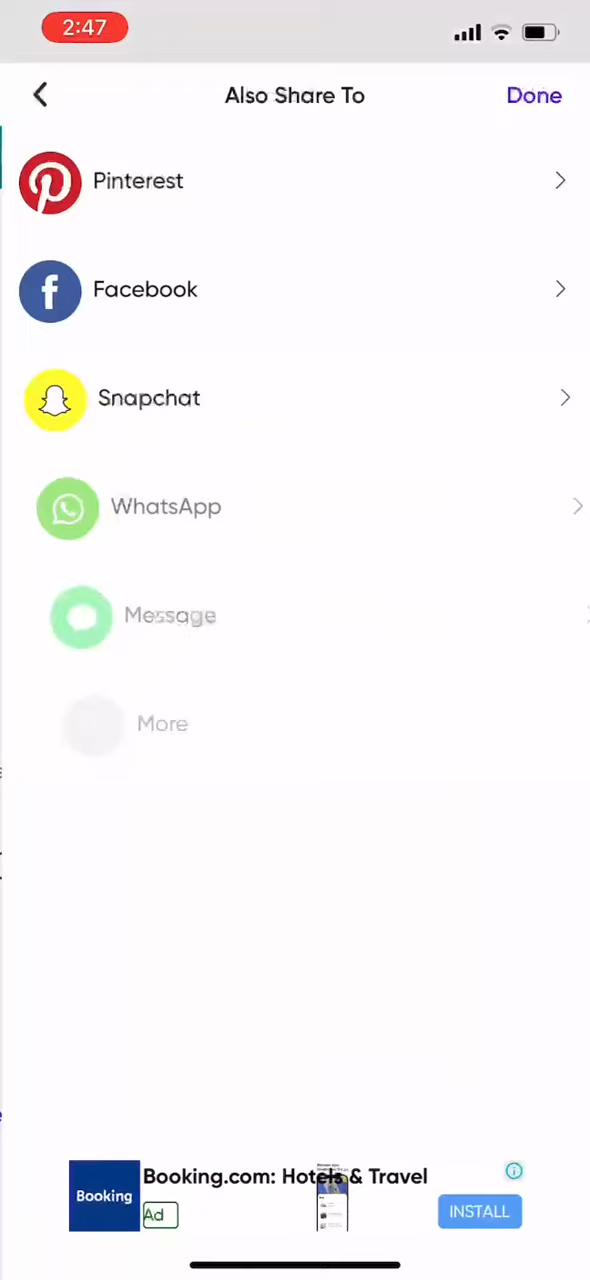 2:47
Also Share To
Done
Pinterest
Facebook
Snapchat
WhatsApp
Message
More
Booking
Booking.com: Hotels & Travel
Ad
INSTALL